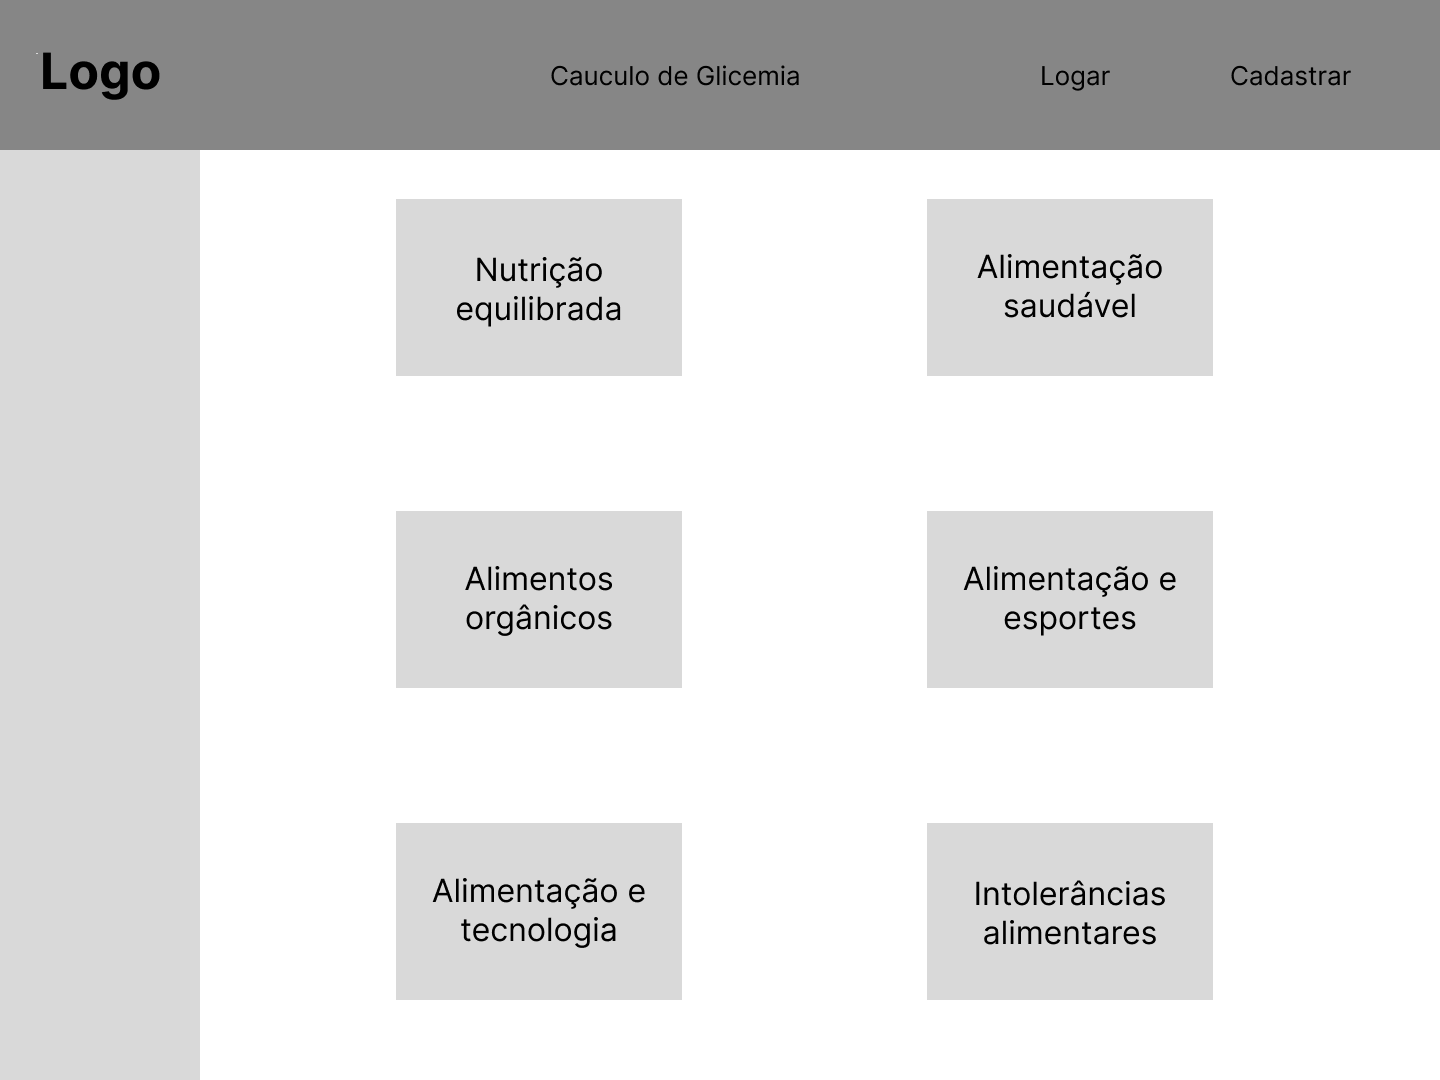 Logo
Cauculo de Glicemia
Logar
Cadastrar
Nutrição
equilibrada
Alimentação
saudável
Alimentos
orgânicos
Alimentação e
esportes
Alimentação e
tecnologia
Intolerâncias
alimentares